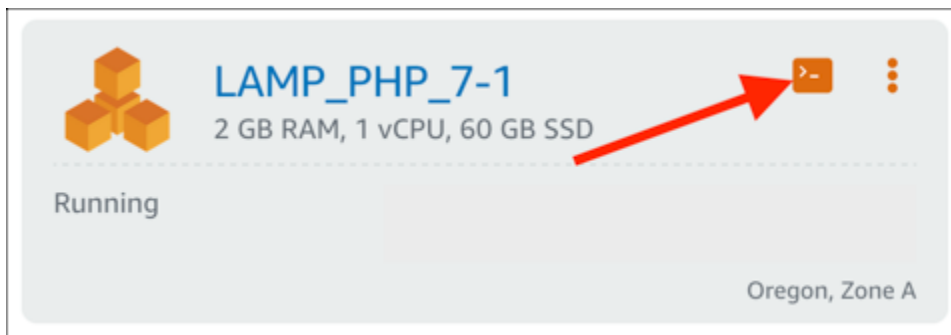 LAMP_PHP_7-1
2 GB RAM, 1 vCPU, 60 GB SSD
Running
Oregon, Zone A